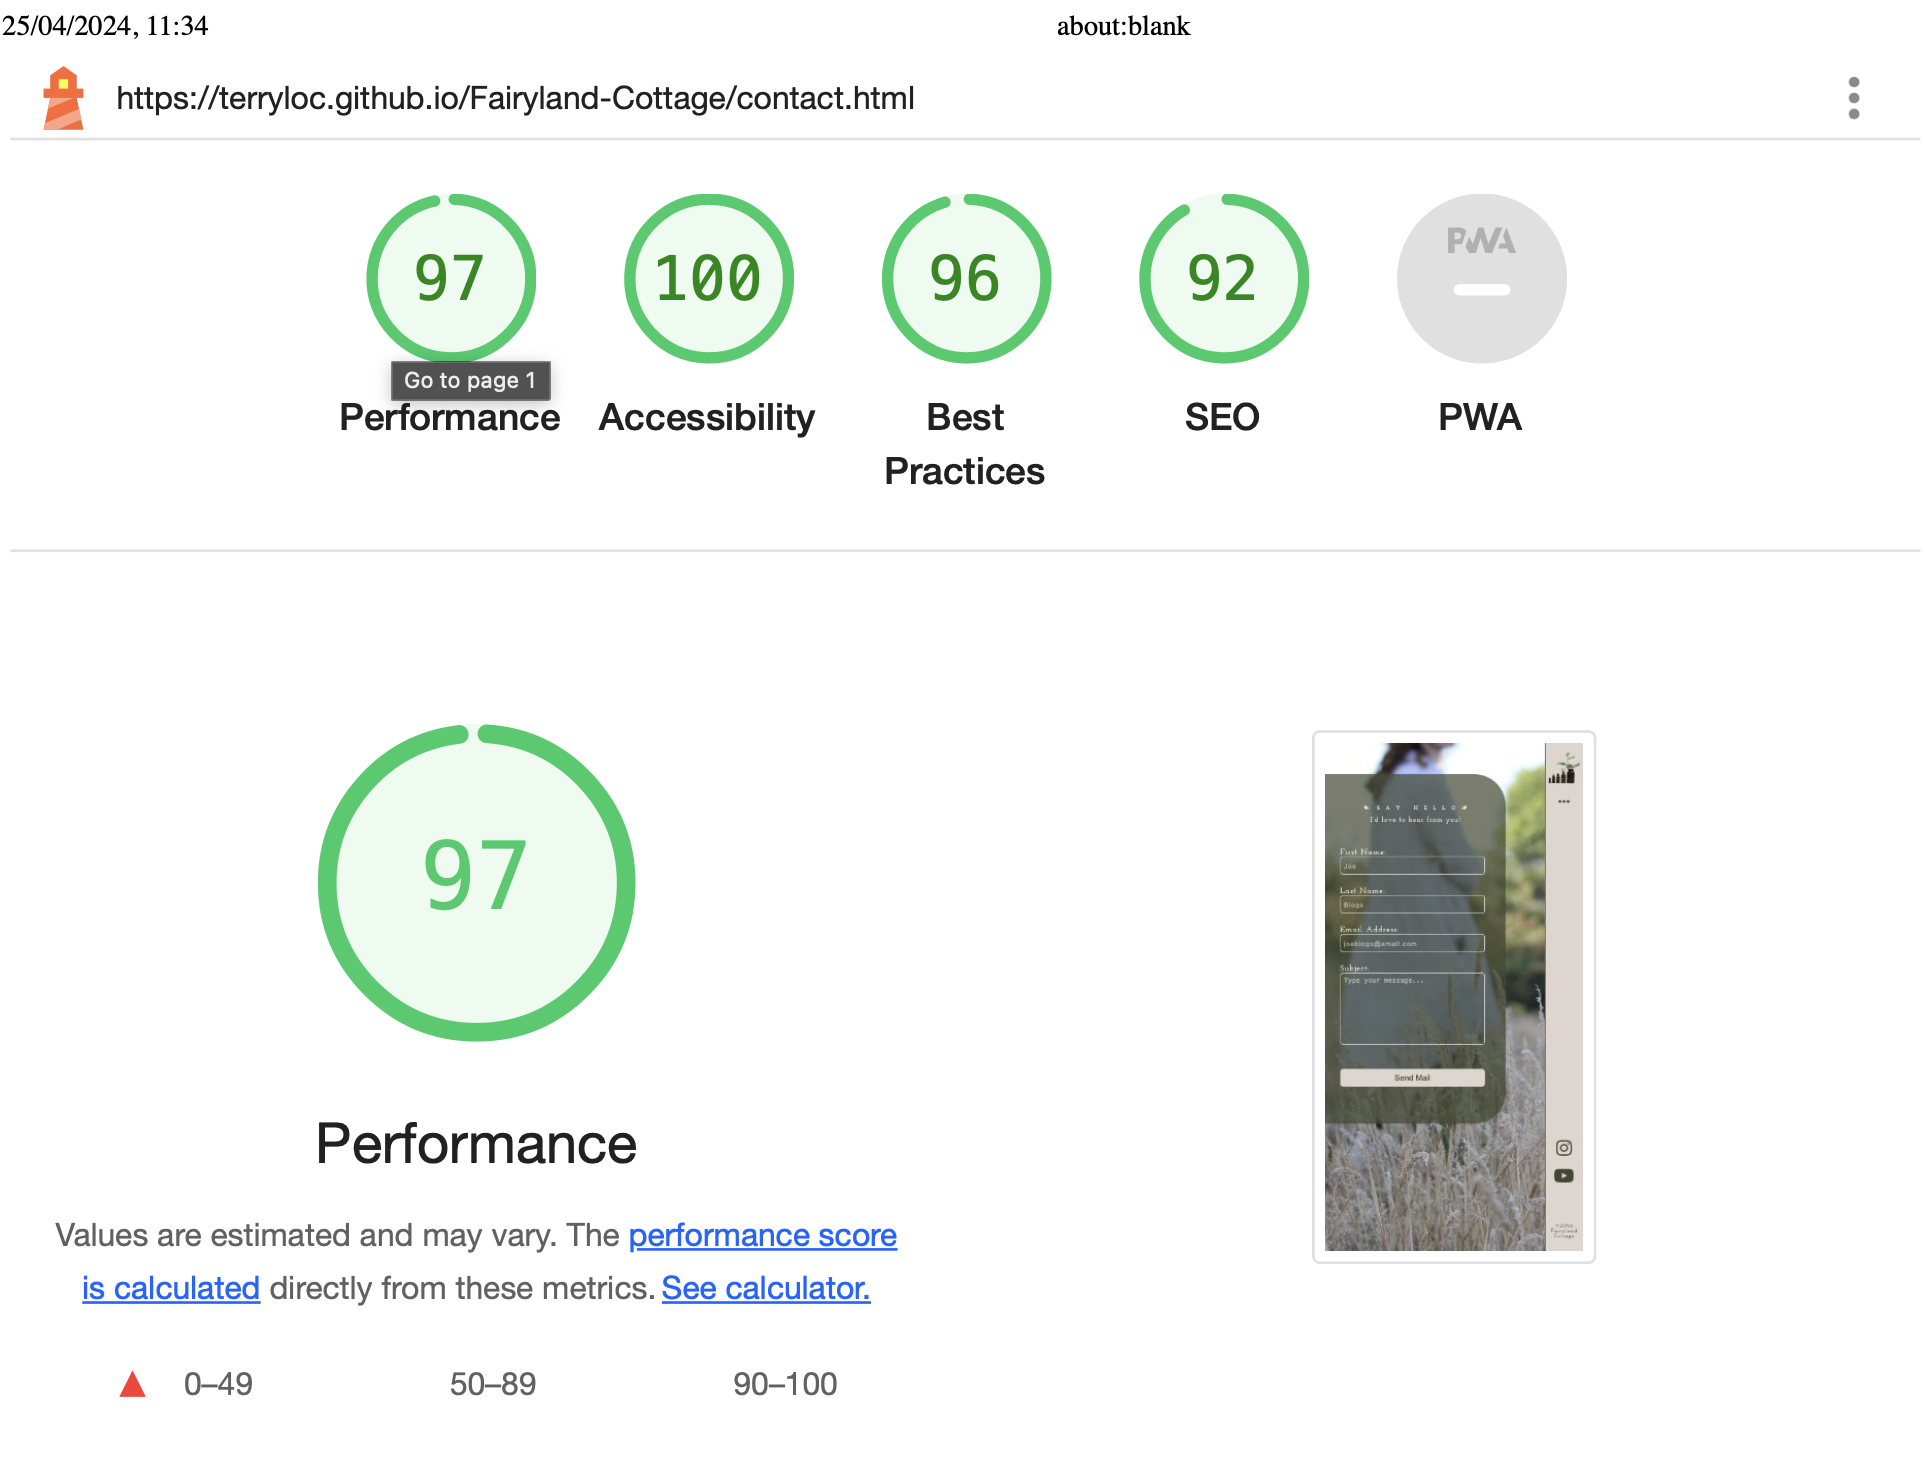 25/04/2024, 11:34
about:blank
https://terryloc.github.io/Fairyland-Cottage/contact.html
97
100
96
92
PWA
Go to page 1
Performance
Accessibility
Best
Practices
SEO
PWA
97
Performance
Values are estimated and may vary. The performance score
is calculated directly from these metrics. See calculator.
0–49
50–89
90–100
SAY HELLO
I'd love to hear from you!
First Name:
Joe
Last Name:
Blogs
Email Address:
joeblogs@email.com
Subject:
Type your message...
Send Mail
Fairyland
Cottage